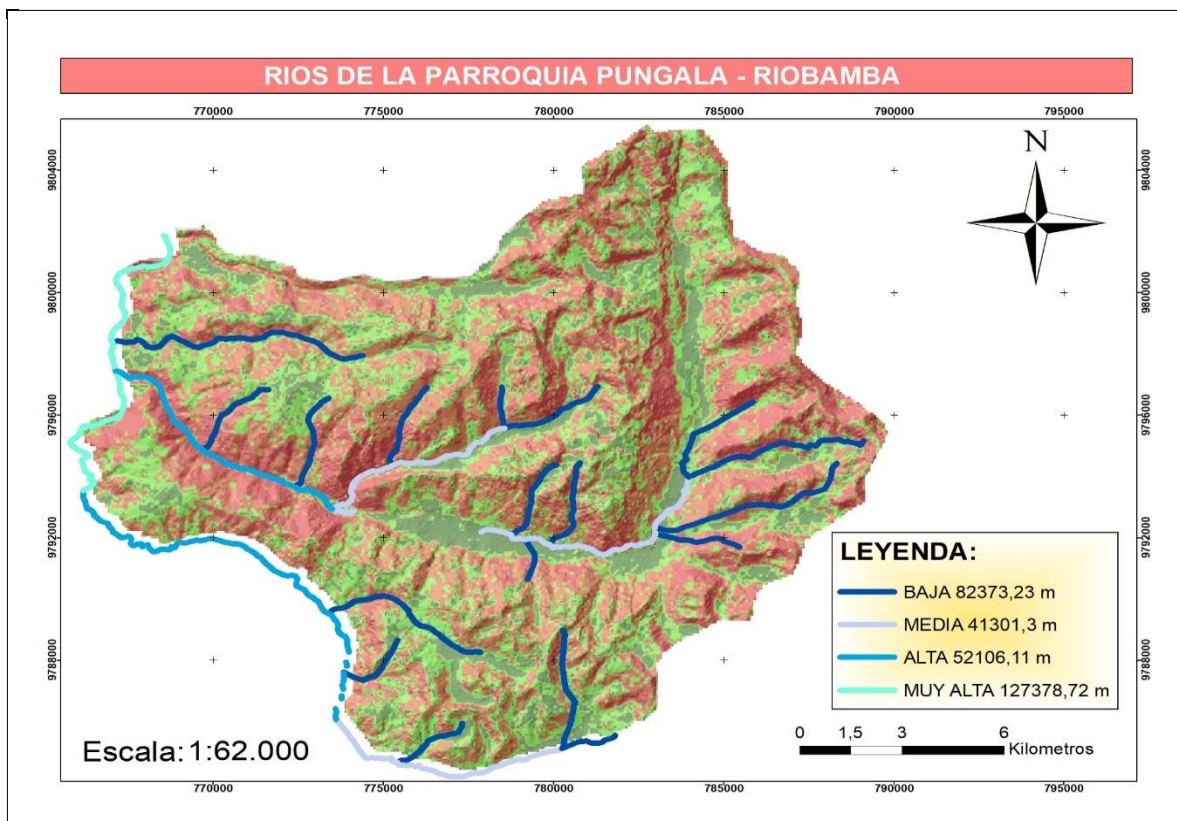 RIOS DE LA PARROQUIA PUNGALA - RIOBAMBA
770000 775000 780000 785000 790000 795000
9804000
9804000
N
9800000
9800000
9796000
9796000
9792000
9792000
LEYENDA:
BAJA 82373,23 m
MEDIA 41301,3 m
ALTA 52106,11 m
MUY ALTA 127378,72 m
9788000
9788000
Escala: 1:62.000
0 1,5 3 6
Kilometros
770000 775000 780000 785000 790000 795000